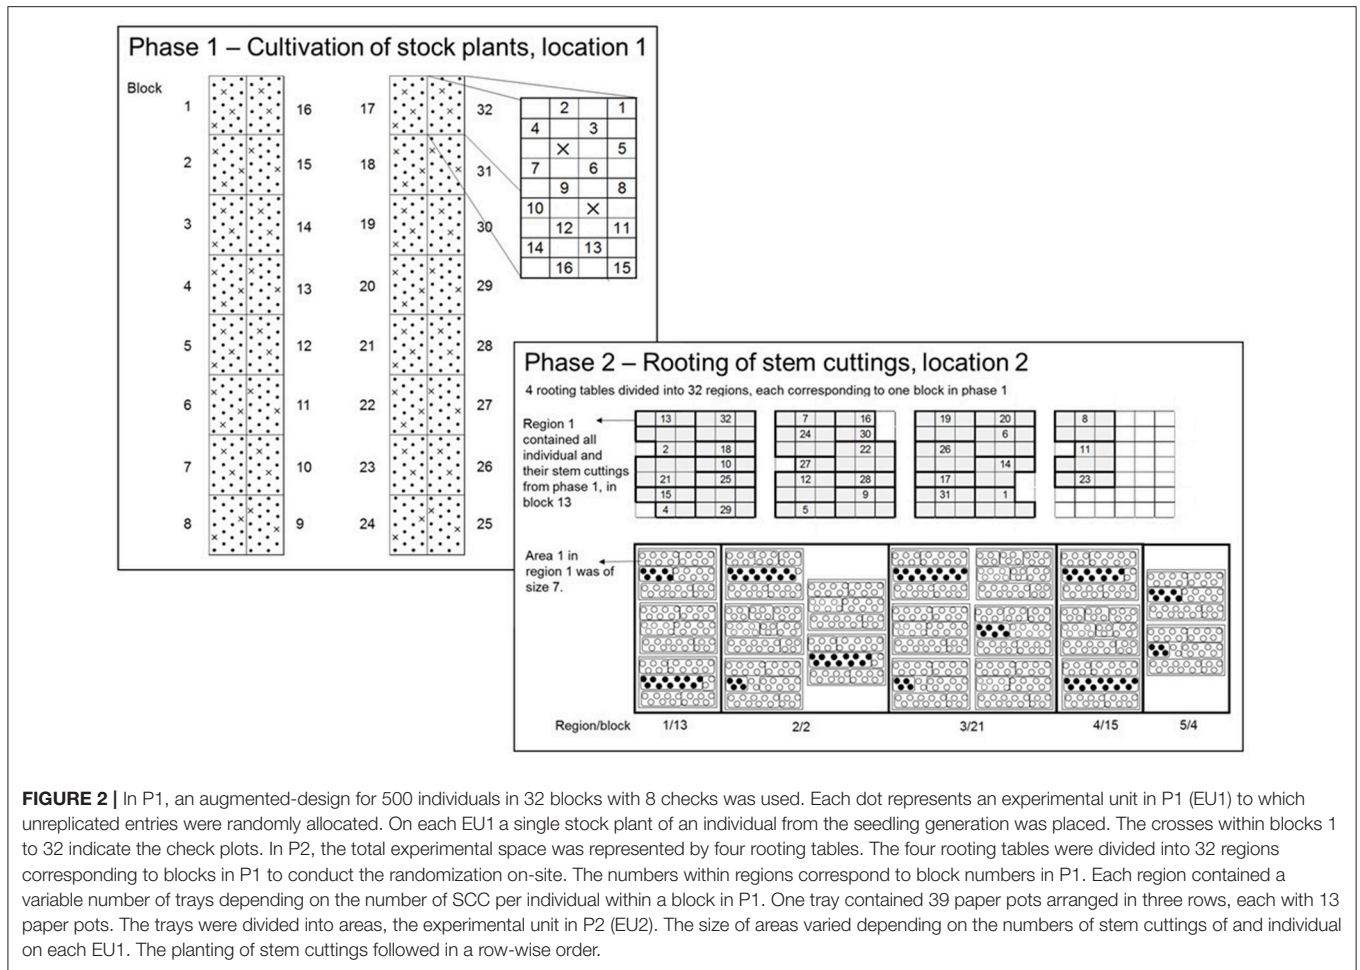 Phase 1 – Cultivation of stock plants, location 1
Block
1 16 17 32
2 15 18 31
3 14 19 30
4 13 20 29
5 12 21 28
6 11 22 27
7 10 23 26
8 9 24 25
2 1
4 3
× 5
7 6
9 8
10 ×
12 11
14 13
16 15
Phase 2 – Rooting of stem cuttings, location 2
4 rooting tables divided into 32 regions, each corresponding to one block in phase 1
Region 1
contained all
individual and
their stem cuttings
from phase 1, in
block 13
13 32 7 16 19 20 8
24 30 6
2 18 22 26 11
10 27 14
21 25 12 28 17 23
15 9 31 1
4 29 5
Area 1 in
region 1 was of
size 7.
Region/block 1/13 2/2 3/21 4/15 5/4
FIGURE 2 | In P1, an augmented-design for 500 individuals in 32 blocks with 8 checks was used. Each dot represents an experimental unit in P1 (EU1) to which
unreplicated entries were randomly allocated. On each EU1 a single stock plant of an individual from the seedling generation was placed. The crosses within blocks 1
to 32 indicate the check plots. In P2, the total experimental space was represented by four rooting tables. The four rooting tables were divided into 32 regions
corresponding to blocks in P1 to conduct the randomization on-site. The numbers within regions correspond to block numbers in P1. Each region contained a
variable number of trays depending on the number of SCC per individual within a block in P1. One tray contained 39 paper pots arranged in three rows, each with 13
paper pots. The trays were divided into areas, the experimental unit in P2 (EU2). The size of areas varied depending on the numbers of stem cuttings of and individual
on each EU1. The planting of stem cuttings followed in a row-wise order.